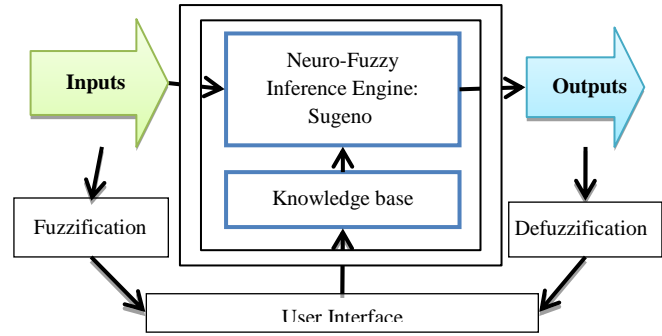 Inputs
Neuro-Fuzzy
Inference Engine:
Sugeno
Outputs
Knowledge base
Fuzzification
Defuzzification
User Interface